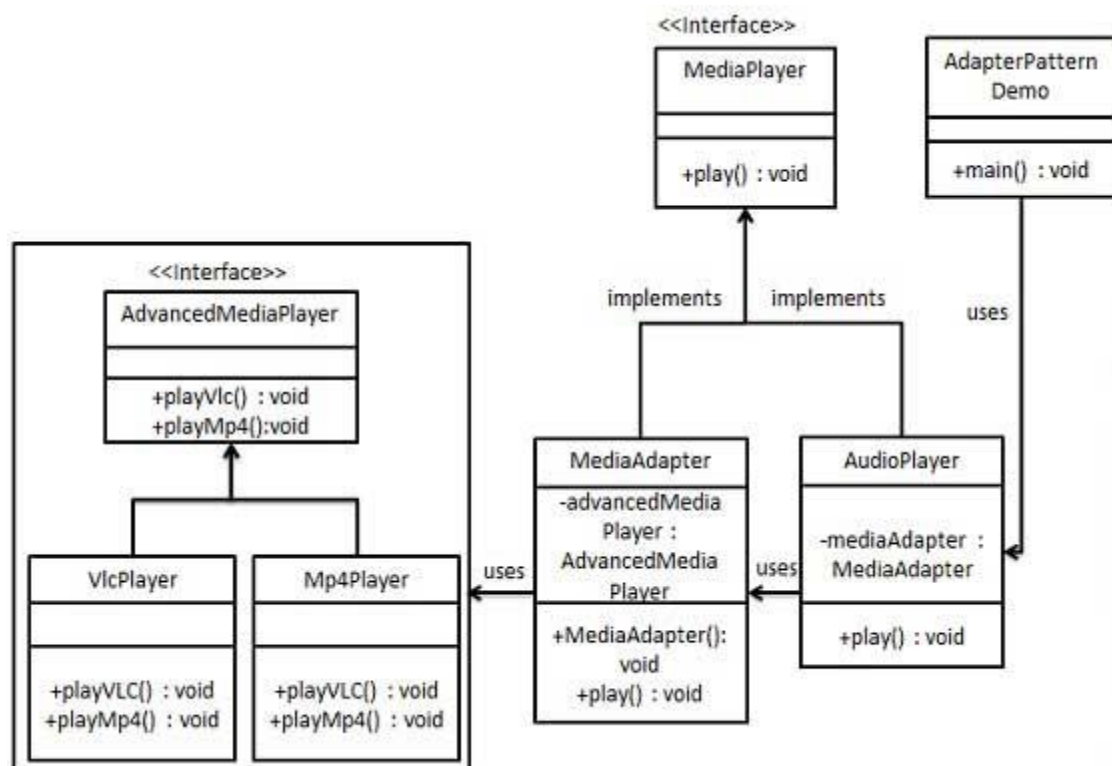 <<Interface>>
MediaPlayer
+play() : void
AdapterPattern
Demo
+main() : void
implements
implements
uses
<<Interface>>
AdvancedMediaPlayer
+playVlc() : void
+playMp4():void
VlcPlayer
+playVLC() : void
+playMp4() : void
Mp4Player
+playVLC() : void
+playMp4() : void
uses
MediaAdapter
-advancedMedia
Player :
AdvancedMedia
Player
+MediaAdapter():
void
+play() : void
uses
AudioPlayer
-mediaAdapter :
MediaAdapter
+play() : void